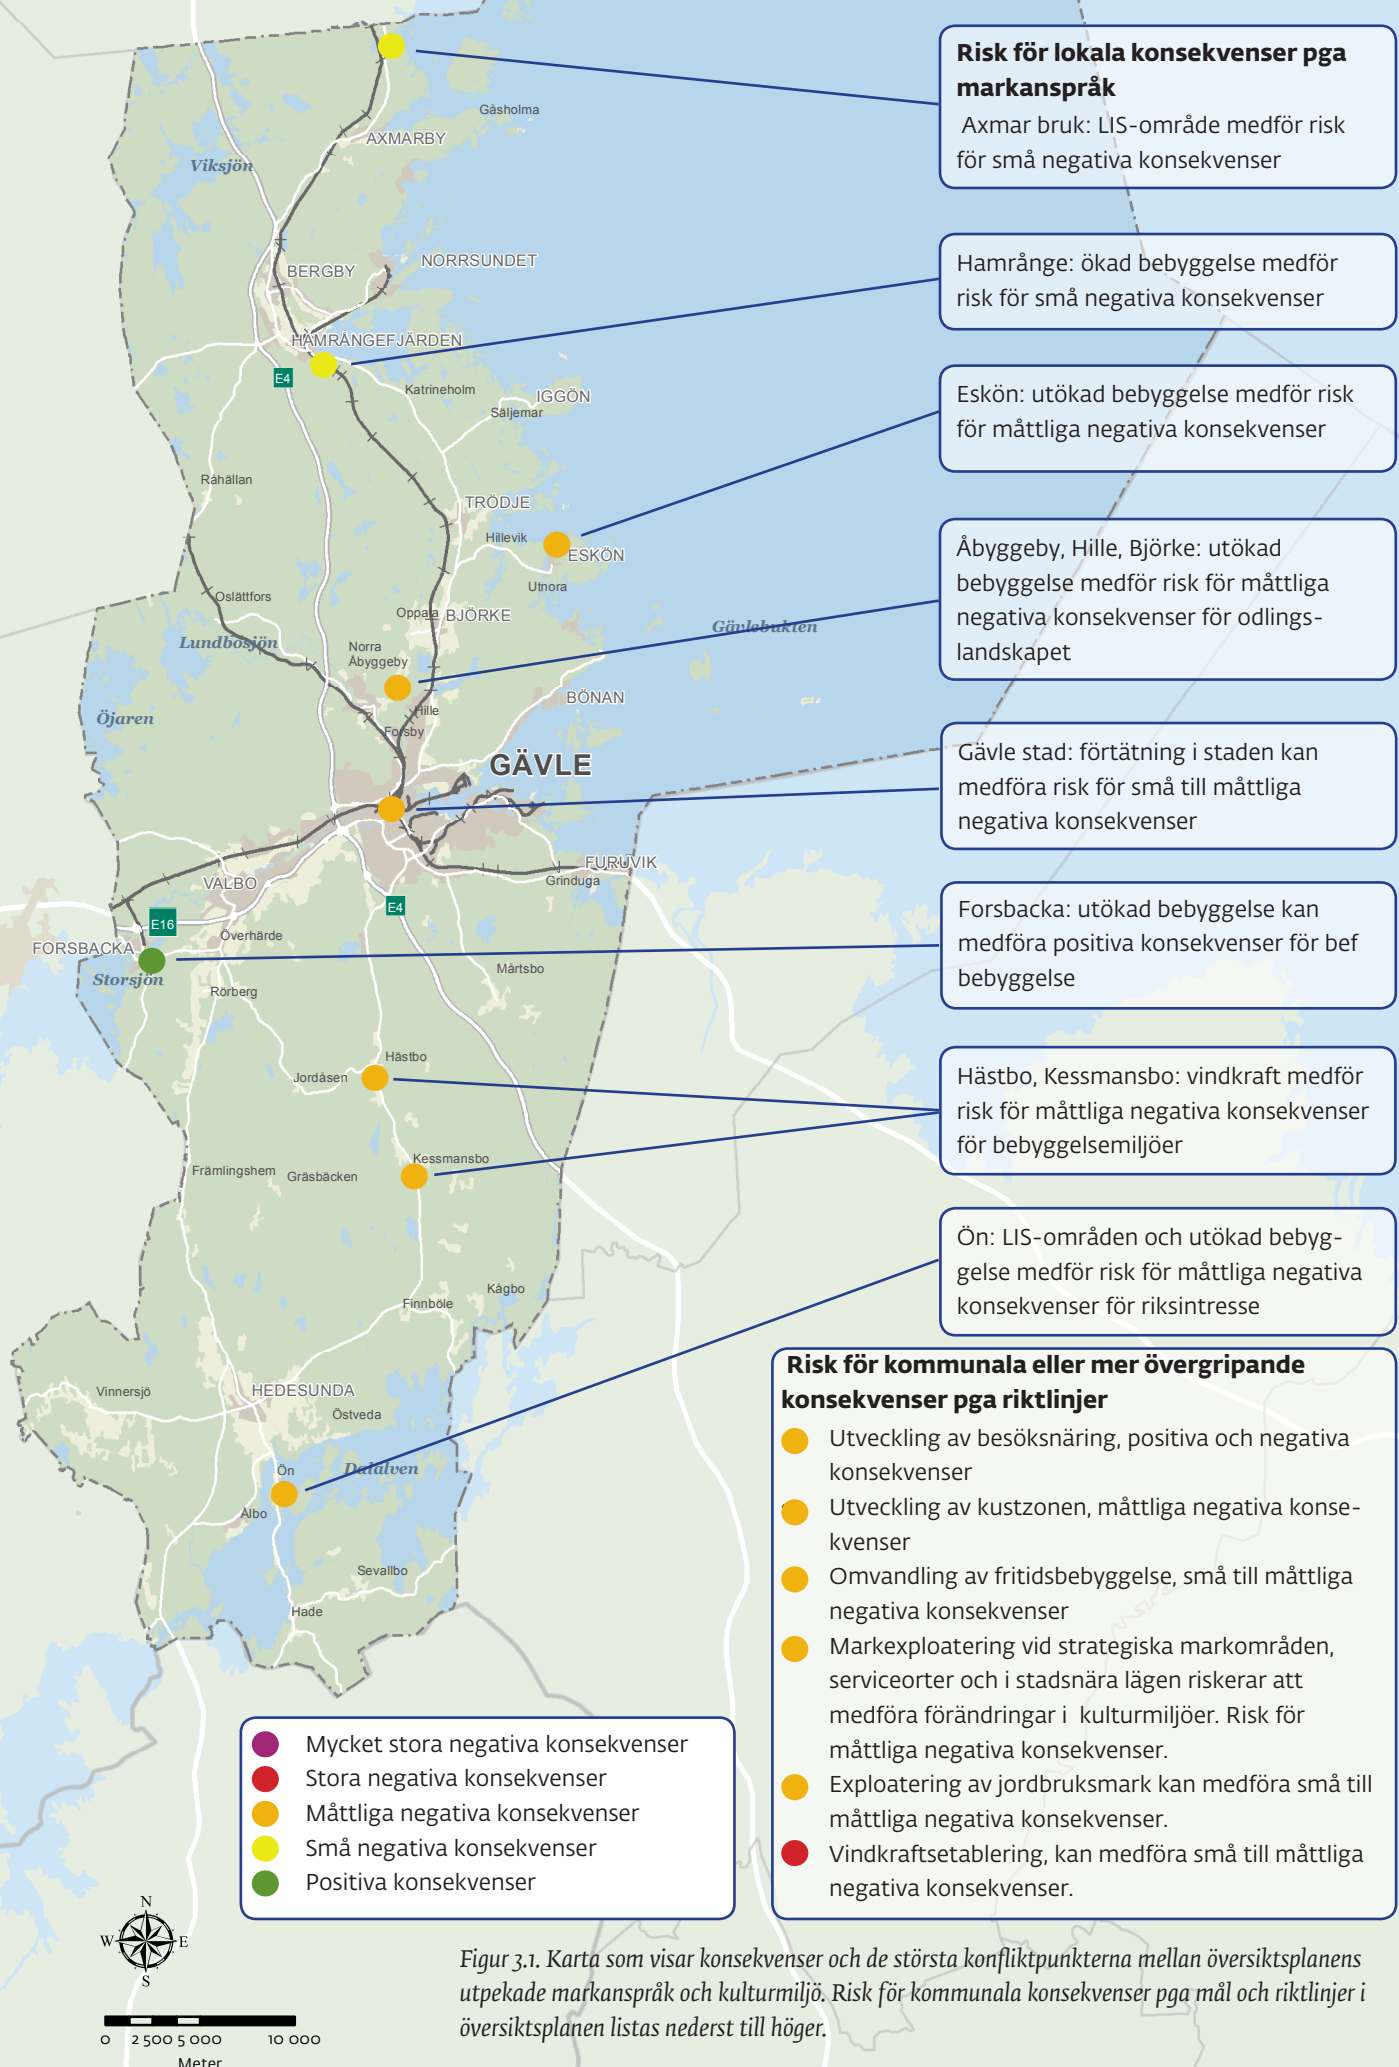 Risk för lokala konsekvenser pga
markanspråk
Axmar bruk: LIS-område medför risk
för små negativa konsekvenser
Hamrånge: ökad bebyggelse medför
risk för små negativa konsekvenser
Eskön: utökad bebyggelse medför risk
för måttliga negativa konsekvenser
Åbyggeby, Hille, Björke: utökad
bebyggelse medför risk för måttliga
negativa konsekvenser för odlings-
landskapet
Gävle stad: förtätning i staden kan
medföra risk för små till måttliga
negativa konsekvenser
Forsbacka: utökad bebyggelse kan
medföra positiva konsekvenser för bef
bebyggelse
Hästbo, Kessmansbo: vindkraft medför
risk för måttliga negativa konsekvenser
för bebyggelsemiljöer
Ön: LIS-områden och utökad bebyg-
gelse medför risk för måttliga negativa
konsekvenser för riksintresse
Gåsholma
AXMARBY
Viksjön
BERGBY
NORRSUNDET
HAMRÅNGEFJÄRDEN
E4
Katrineholm
IGGÖN
Säljemar
Råhällan
TRÖDJE
Hillevik
ESKÖN
Utnora
Oslättfors
Oppala
BJÖRKE
Lundbosjön
Gävlebukten
Norra
Åbyggeby
BÖNAN
Hille
Öjaren
Forsby
GÄVLE
FURUVIK
Grinduga
VALBO
E4
E16
Överhärde
FORSBACKA
Storsjön
Mårtsbo
Rörberg
Hästbo
Jordåsen
Kessmansbo
Främlingshem
Gräsbäcken
Kågbo
Finnböle
Vinnersjö
HEDESUNDA
Östveda
Ön
Dalälven
Ålbo
Sevallbo
Hade
Risk för kommunala eller mer övergripande
konsekvenser pga riktlinjer
Utveckling av besöksnäring, positiva och negativa
konsekvenser
Utveckling av kustzonen, måttliga negativa konse-
kvenser
Omvandling av fritidsbebyggelse, små till måttliga
negativa konsekvenser
Markexploatering vid strategiska markområden,
serviceorter och i stadsnära lägen riskerar att
medföra förändringar i kulturmiljöer. Risk för
måttliga negativa konsekvenser.
Exploatering av jordbruksmark kan medföra små till
måttliga negativa konsekvenser.
Vindkraftsetablering, kan medföra små till måttliga
negativa konsekvenser.
Mycket stora negativa konsekvenser
Stora negativa konsekvenser
Måttliga negativa konsekvenser
Små negativa konsekvenser
Positiva konsekvenser
N
W E
S
0 2 500 5 000 10 000
Meter
Figur 3.1. Karta som visar konsekvenser och de största konfliktpunkterna mellan översiktsplanens
utpekade markanspråk och kulturmiljö. Risk för kommunala konsekvenser pga mål och riktlinjer i
översiktsplanen listas nederst till höger.